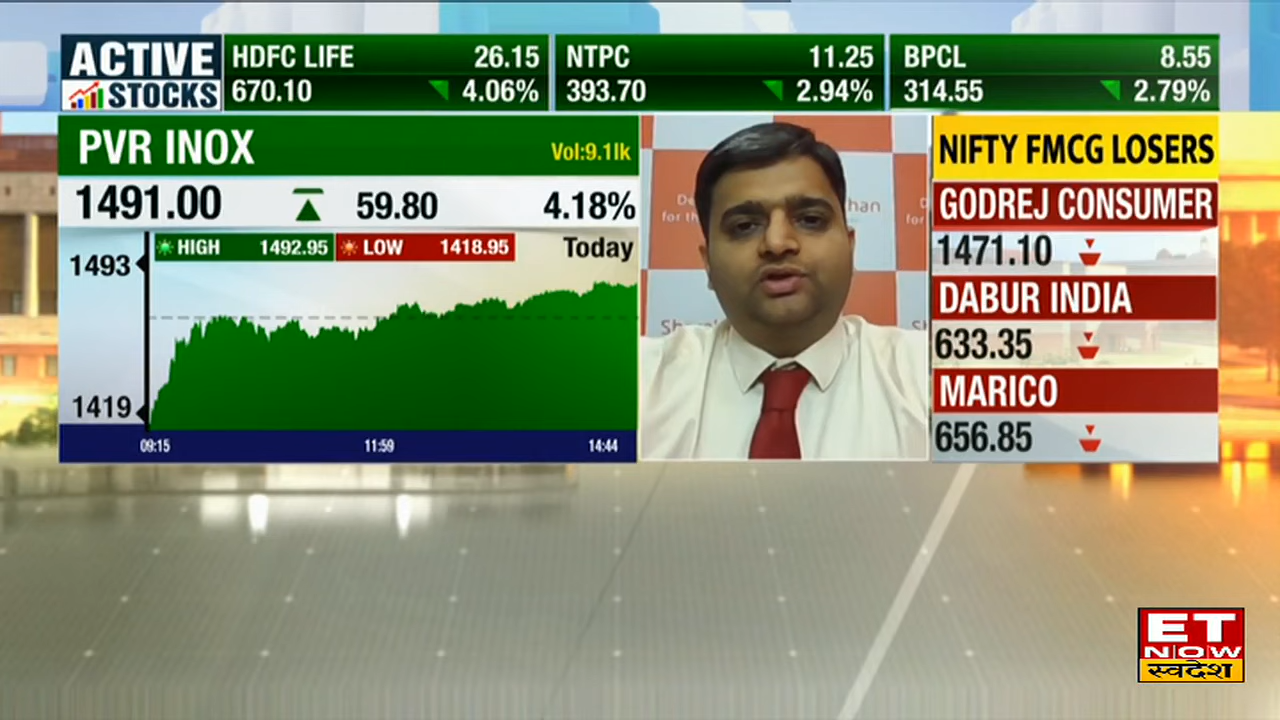 ACTIVE
STOCKS
HDFC LIFE 26.15
670.10 4.06%
NTPC 11.25
393.70 2.94%
BPCL 8.55
314.55 2.79%
PVR INOX Vol:9.1lk
1491.00 59.80 4.18%
HIGH 1492.95 LOW 1418.95 Today
1493
1419
09:15 11:59 14:44
for the
NIFTY FMCG LOSERS
GODREJ CONSUMER
1471.10
DABUR INDIA
633.35
MARICO
656.85
ET
NOW
स्वदेश